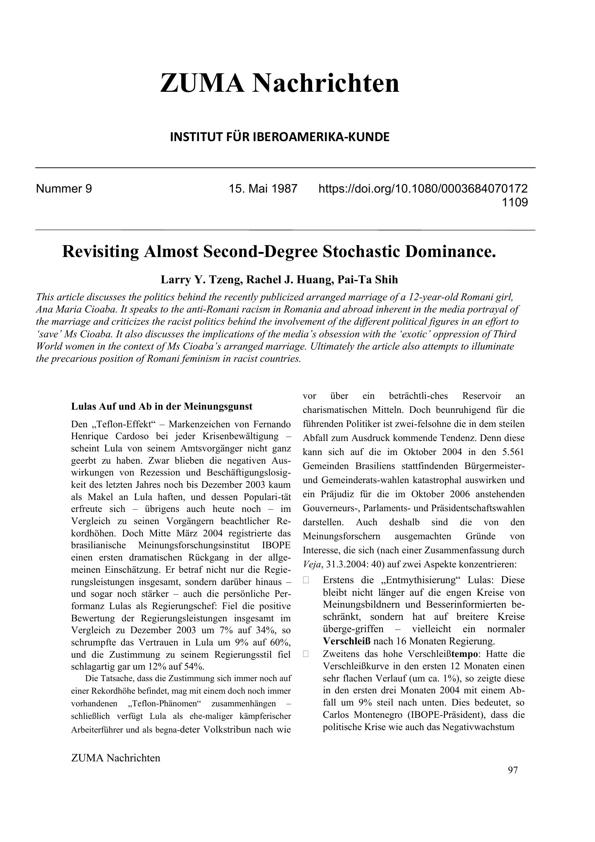 ZUMA Nachrichten
INSTITUT FÜR IBEROAMERIKA-KUNDE
Nummer 9
15. Mai 1987
https://doi.org/10.1080/0003684070172
1109
Revisiting Almost Second-Degree Stochastic Dominance.
Larry Y. Tzeng, Rachel J. Huang, Pai-Ta Shih
This article discusses the politics behind the recently publicized arranged marriage of a 12-year-old Romani girl,
Ana Maria Cioaba. It speaks to the anti-Romani racism in Romania and abroad inherent in the media portrayal of
the marriage and criticizes the racist politics behind the involvement of the different political figures in an effort to
‘save’ Ms Cioaba. It also discusses the implications of the media’s obsession with the ‘exotic’ oppression of Third
World women in the context of Ms Cioaba’s arranged marriage. Ultimately the article also attempts to illuminate
the precarious position of Romani feminism in racist countries.
Lulas Auf und Ab in der Meinungsgunst
Den „Teflon-Effekt“ – Markenzeichen von Fernando
Henrique Cardoso bei jeder Krisenbewältigung –
scheint Lula von seinem Amtsvorgänger nicht ganz
geerbt zu haben. Zwar blieben die negativen Aus-
wirkungen von Rezession und Beschäftigungslosig-
keit des letzten Jahres noch bis Dezember 2003 kaum
als Makel an Lula haften, und dessen Populari-tät
erfreute sich – übrigens auch heute noch – im
Vergleich zu seinen Vorgängern beachtlicher Re-
kordhöhen. Doch Mitte März 2004 registrierte das
brasilianische Meinungsforschungsinstitut IBOPE
einen ersten dramatischen Rückgang in der allge-
meinen Einschätzung. Er betraf nicht nur die Regie-
rungsleistungen insgesamt, sondern darüber hinaus –
und sogar noch stärker – auch die persönliche Per-
formanz Lulas als Regierungschef: Fiel die positive
Bewertung der Regierungsleistungen insgesamt im
Vergleich zu Dezember 2003 um 7% auf 34%, so
schrumpfte das Vertrauen in Lula um 9% auf 60%,
und die Zustimmung zu seinem Regierungsstil fiel
schlagartig gar um 12% auf 54%.
Die Tatsache, dass die Zustimmung sich immer noch auf
einer Rekordhöhe befindet, mag mit einem doch noch immer
vorhandenen „Teflon-Phänomen“ zusammenhängen –
schließlich verfügt Lula als ehe-maliger kämpferischer
Arbeiterführer und als begna-deter Volkstribun nach wie
vor über ein beträchtli-ches Reservoir an
charismatischen Mitteln. Doch beunruhigend für die
führenden Politiker ist zwei-felsohne die in dem steilen
Abfall zum Ausdruck kommende Tendenz. Denn diese
kann sich auf die im Oktober 2004 in den 5.561
Gemeinden Brasiliens stattfindenden Bürgermeister-
und Gemeinderats-wahlen katastrophal auswirken und
ein Präjudiz für die im Oktober 2006 anstehenden
Gouverneurs-, Parlaments- und Präsidentschaftswahlen
darstellen. Auch deshalb sind die von den
Meinungsforschern ausgemachten Gründe von
Interesse, die sich (nach einer Zusammenfassung durch
Veja, 31.3.2004: 40) auf zwei Aspekte konzentrieren:
Erstens die „Entmythisierung“ Lulas: Diese
bleibt nicht länger auf die engen Kreise von
Meinungsbildnern und Besserinformierten be-
schränkt, sondern hat auf breitere Kreise
überge-griffen – vielleicht ein normaler
Verschleiß nach 16 Monaten Regierung.
Zweitens das hohe Verschleißtempo: Hatte die
Verschleißkurve in den ersten 12 Monaten einen
sehr flachen Verlauf (um ca. 1%), so zeigte diese
in den ersten drei Monaten 2004 mit einem Ab-
fall um 9% steil nach unten. Dies bedeutet, so
Carlos Montenegro (IBOPE-Präsident), dass die
politische Krise wie auch das Negativwachstum
ZUMA Nachrichten
97